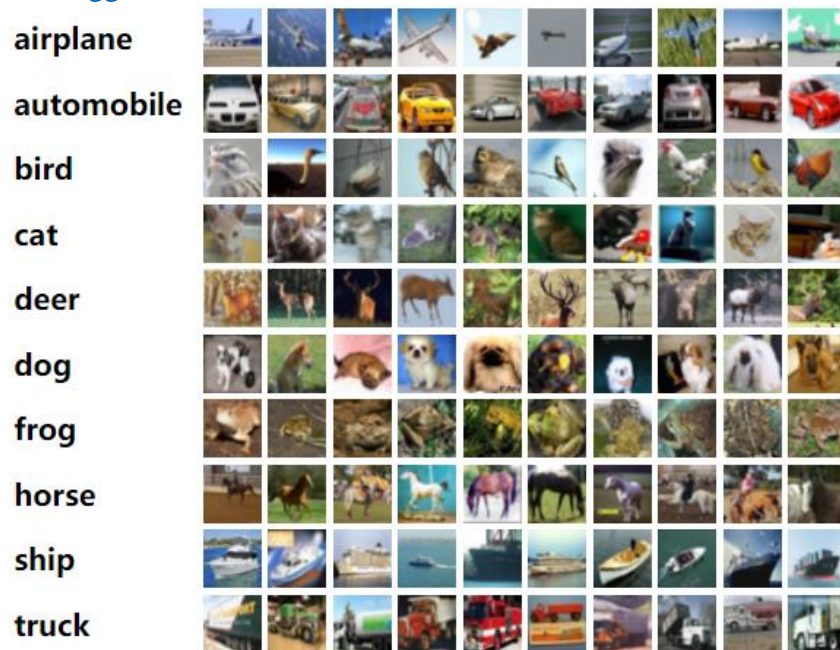 airplane
automobile
bird
cat
deer
dog
frog
horse
ship
truck